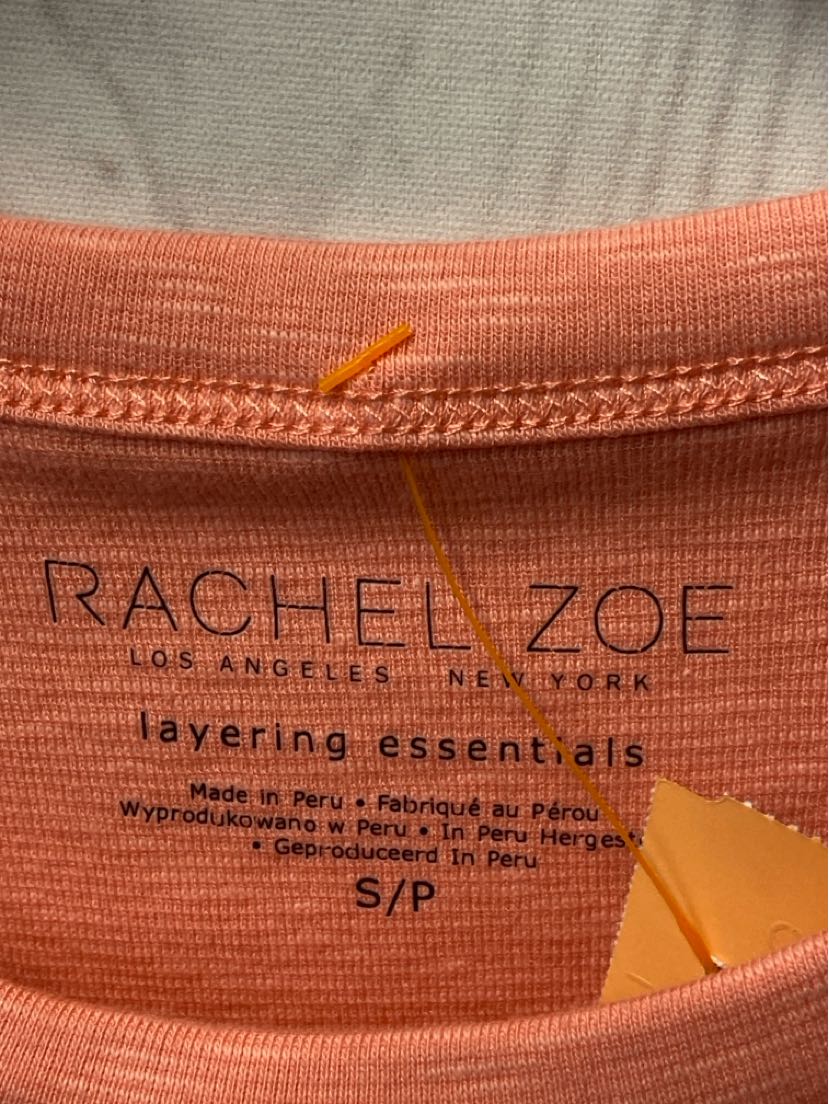 RACHEL ZOE
LOS ANGELES NEW YORK
layering essentials
Made in Peru • Fabriqué au Pérou
Wyprodukowano w Peru • In Peru
• Geproduceerd In Peru
S/P